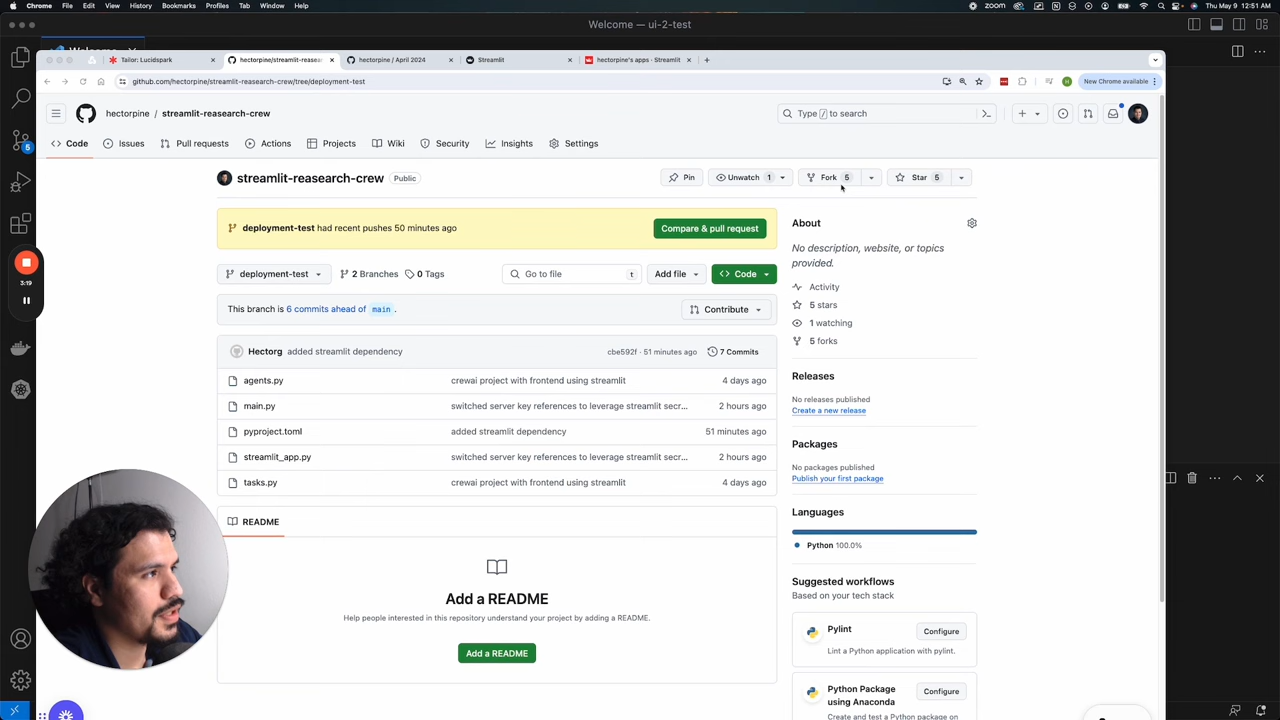 Chrome File Edit View History Bookmarks Profiles Tab Window Help
zoom
Thu May 9 12:51 AM
Welcome — ui-2-test
Tailor: Lucidspark
hectorpine/streamlit-reasear
hectorpine / April 2024
Streamlit
hectorpine's apps · Streamlit
github.com/hectorpine/streamlit-reasearch-crew/tree/deployment-test
New Chrome available
hectorpine / streamlit-reasearch-crew
Type / to search
Code Issues Pull requests Actions Projects Wiki Security Insights Settings
5
streamlit-reasearch-crew Public
Pin Unwatch 1 Fork 5 Star 5
deployment-test had recent pushes 50 minutes ago
Compare & pull request
deployment-test 2 Branches 0 Tags Go to file t Add file Code
This branch is 6 commits ahead of main .
Contribute
3:19
Hectorg added streamlit dependency cbe592f · 51 minutes ago 7 Commits
agents.py crewai project with frontend using streamlit 4 days ago
main.py switched server key references to leverage streamlit secr... 2 hours ago
pyproject.toml added streamlit dependency 51 minutes ago
streamlit_app.py switched server key references to leverage streamlit secr... 2 hours ago
tasks.py crewai project with frontend using streamlit 4 days ago
README
Add a README
Help people interested in this repository understand your project by adding a README.
Add a README
About
No description, website, or topics
provided.
Activity
5 stars
1 watching
5 forks
Releases
No releases published
Create a new release
Packages
No packages published
Publish your first package
Languages
Python 100.0%
Suggested workflows
Based on your tech stack
Pylint Configure
Lint a Python application with pylint.
Python Package
using Anaconda
Configure
Create and test a Python package on